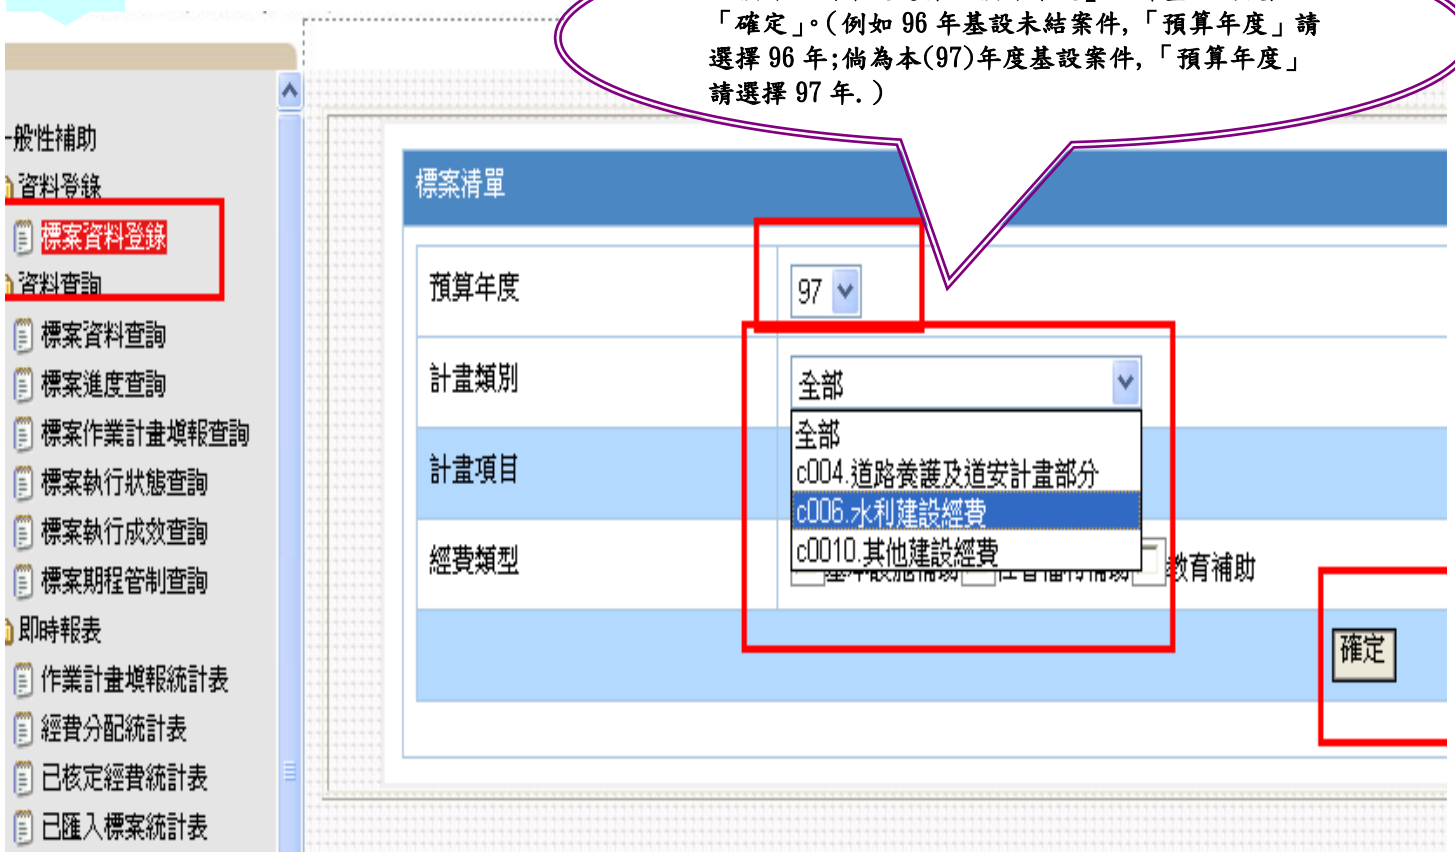 「確定」。(例如 96 年基設未結案件,「預算年度」請
選擇 96 年;倘為本(97)年度基設案件,「預算年度」
請選擇 97 年.)
一般性補助
資料登錄
標案資料登錄
資料查詢
標案資料查詢
標案進度查詢
標案作業計畫填報查詢
標案執行狀態查詢
標案執行成效查詢
標案期程管制查詢
即時報表
作業計畫填報統計表
經費分配統計表
已核定經費統計表
已匯入標案統計表
標案清單
預算年度
97
計畫類別
全部
全部
c004.道路養護及道安計畫部分
c006.水利建設經費
c0010.其他建設經費
計畫項目
經費類型
教育補助
確定